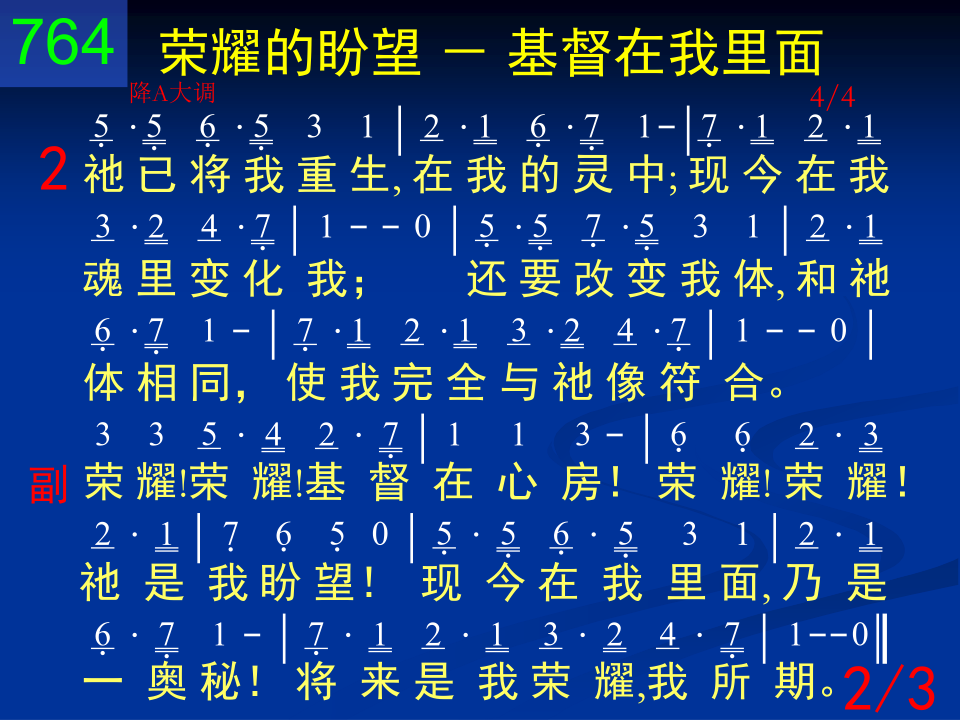 764
荣耀的盼望 － 基督在我里面
降A大调 4/4
5·5 6·5 3 1 | 2·1 6·7 1- | 7·1 2·1
2 祂已将我重生, 在我的灵中; 现今在我
3·2 4·7 | 1 - - 0 | 5·5 7·5 3 1 | 2·1
魂里变化 我； 还要改变我体, 和祂
6·7 1 - | 7·1 2·1 3·2 4·7 | 1 - - 0 |
体相同， 使我完全与祂像符 合。
3 3 5·4 2·7 | 1 1 3 - | 6 6 2·3
副 荣耀!荣 耀!基 督 在 心 房！ 荣 耀! 荣 耀！
2·1 | 7 6 5 0 | 5·5 6·5 3 1 | 2·1
祂 是 我盼望！ 现 今在 我 里面, 乃 是
6·7 1 - | 7·1 2·1 3·2 4·7 | 1--0‖
一 奥秘！ 将 来是 我荣 耀,我 所 期。
2/3